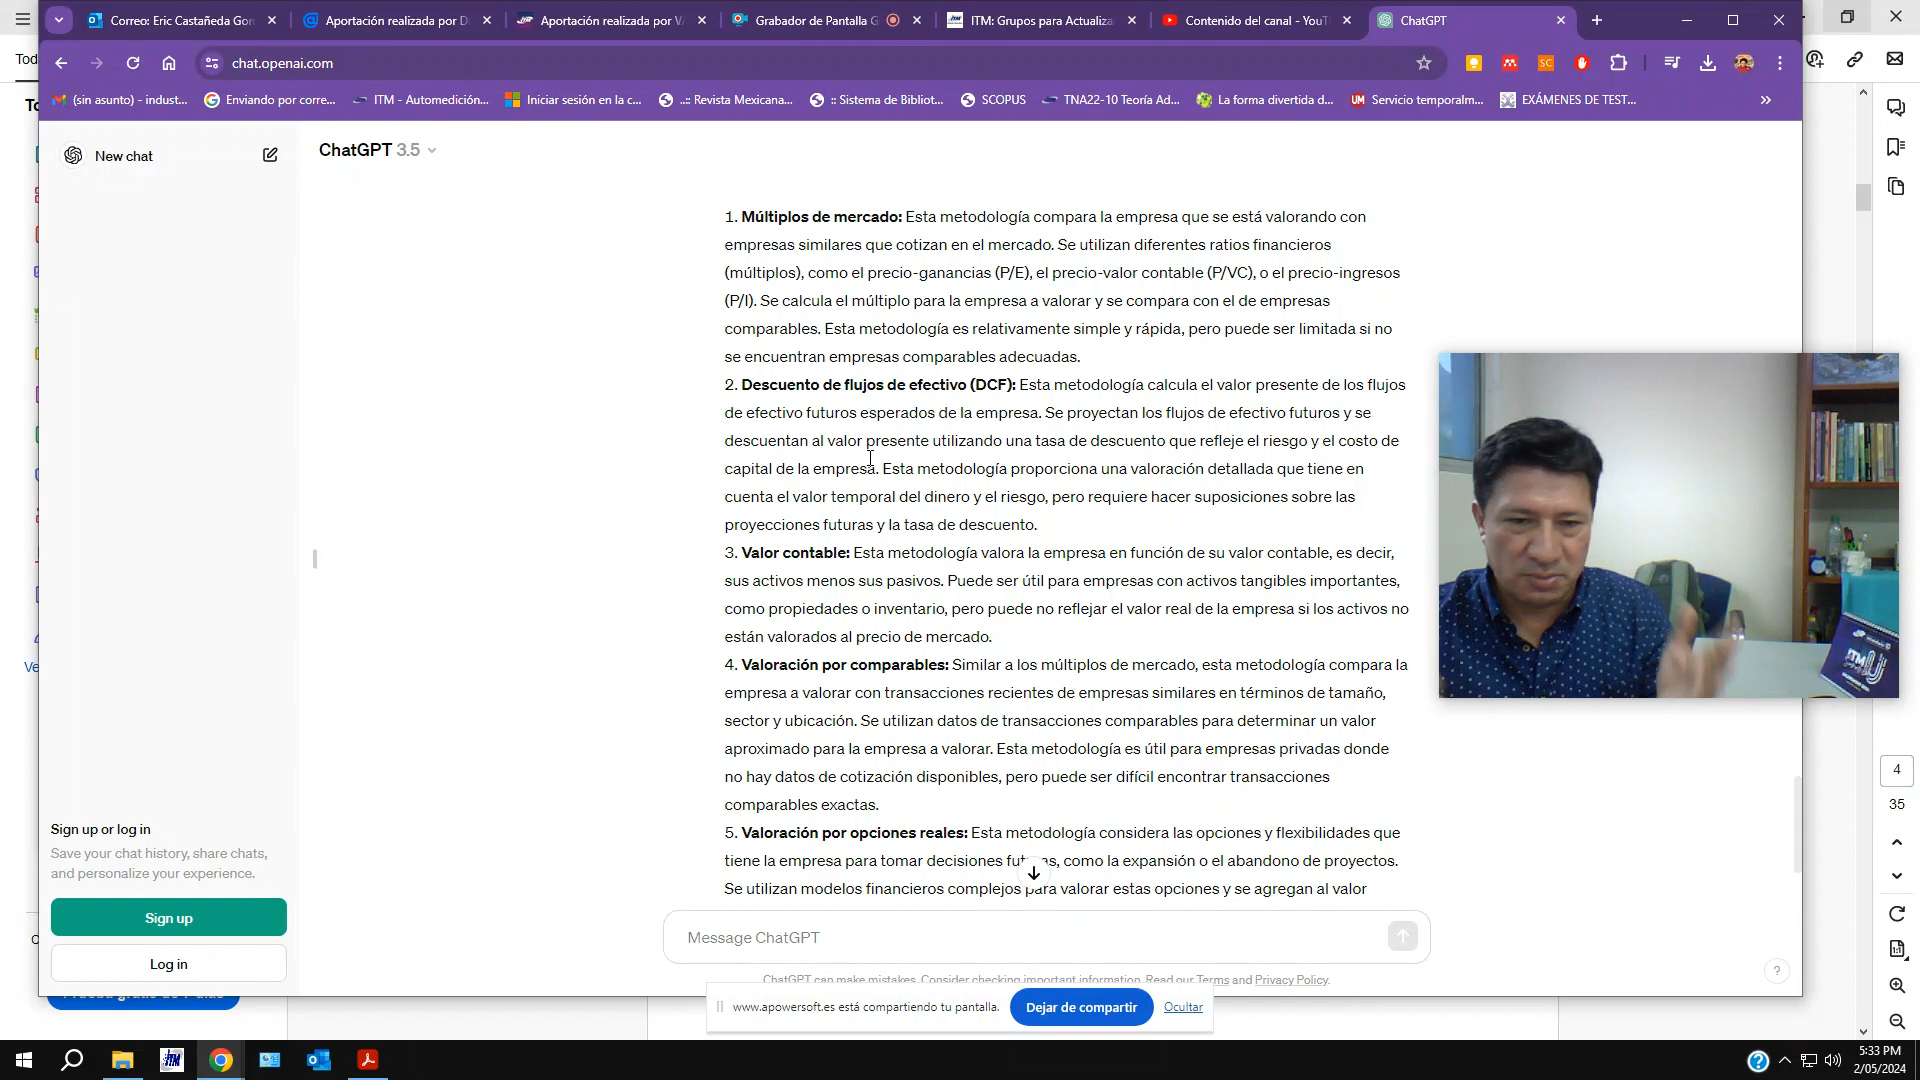 Correo: Eric Castañeda Gor
Aportación realizada por D
Aportación realizada por V
Grabador de Pantalla G
ITM: Grupos para Actualiza
Contenido del canal - YouT
ChatGPT
chat.openai.com
(sin asunto) - indust...
Enviando por corre...
ITM - Automedición,...
Iniciar sesión en la c...
..:: Revista Mexicana...
:: Sistema de Bibliot...
SCOPUS
TNA22-10 Teoría Ad...
La forma divertida d...
Servicio temporalm...
EXÁMENES DE TEST...
Tod
New chat
ChatGPT 3.5
1. Múltiplos de mercado: Esta metodología compara la empresa que se está valorando con
empresas similares que cotizan en el mercado. Se utilizan diferentes ratios financieros
(múltiplos), como el precio-ganancias (P/E), el precio-valor contable (P/VC), o el precio-ingresos
(P/I). Se calcula el múltiplo para la empresa a valorar y se compara con el de empresas
comparables. Esta metodología es relativamente simple y rápida, pero puede ser limitada si no
se encuentran empresas comparables adecuadas.
2. Descuento de flujos de efectivo (DCF): Esta metodología calcula el valor presente de los flujos
de efectivo futuros esperados de la empresa. Se proyectan los flujos de efectivo futuros y se
descuentan al valor presente utilizando una tasa de descuento que refleje el riesgo y el costo de
capital de la empresa. Esta metodología proporciona una valoración detallada que tiene en
cuenta el valor temporal del dinero y el riesgo, pero requiere hacer suposiciones sobre las
proyecciones futuras y la tasa de descuento.
3. Valor contable: Esta metodología valora la empresa en función de su valor contable, es decir,
sus activos menos sus pasivos. Puede ser útil para empresas con activos tangibles importantes,
como propiedades o inventario, pero puede no reflejar el valor real de la empresa si los activos no
están valorados al precio de mercado.
4. Valoración por comparables: Similar a los múltiplos de mercado, esta metodología compara la
empresa a valorar con transacciones recientes de empresas similares en términos de tamaño,
sector y ubicación. Se utilizan datos de transacciones comparables para determinar un valor
aproximado para la empresa a valorar. Esta metodología es útil para empresas privadas donde
no hay datos de cotización disponibles, pero puede ser difícil encontrar transacciones
comparables exactas.
5. Valoración por opciones reales: Esta metodología considera las opciones y flexibilidades que
tiene la empresa para tomar decisiones futuras, como la expansión o el abandono de proyectos.
Se utilizan modelos financieros complejos para valorar estas opciones y se agregan al valor
Sign up or log in
Save your chat history, share chats,
and personalize your experience.
Sign up
Log in
Message ChatGPT
ChatGPT can make mistakes. Consider checking important information. Read our Terms and Privacy Policy.
www.apowersoft.es está compartiendo tu pantalla.
Dejar de compartir
Ocultar
Ve
ITM
4
35
?
5:33 PM
2/05/2024